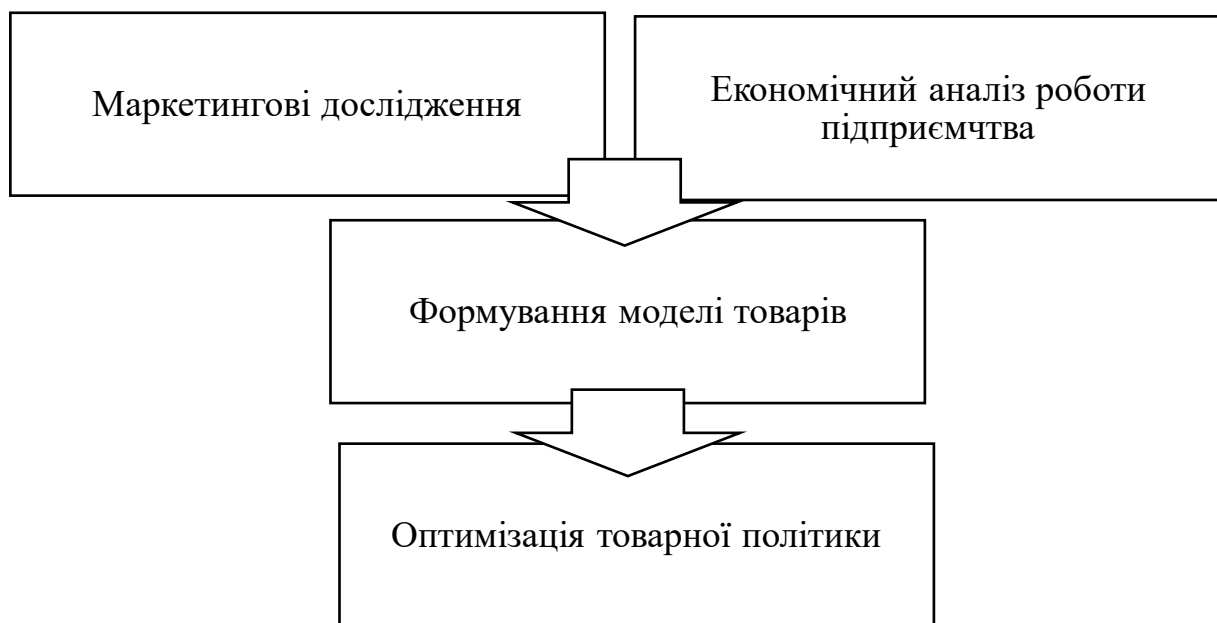 Маркетингові дослідження
Економічний аналіз роботи
підприємчтва
Формування моделі товарів
Оптимізація товарної політики